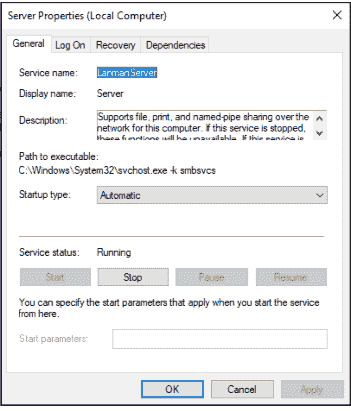 Server Properties (Local Computer)
General Log On Recovery Dependencies
Service name: LanmanServer
Display name: Server
Description: Supports file, print, and named-pipe sharing over the
network for this computer. If this service is stopped,
these functions will be unavailable. If this service is
Path to executable:
C:\Windows\System32\svchost.exe -k smbsvcs
Startup type: Automatic
Service status: Running
Start Stop Pause Resume
You can specify the start parameters that apply when you start the service
from here.
Start parameters:
OK Cancel Apply